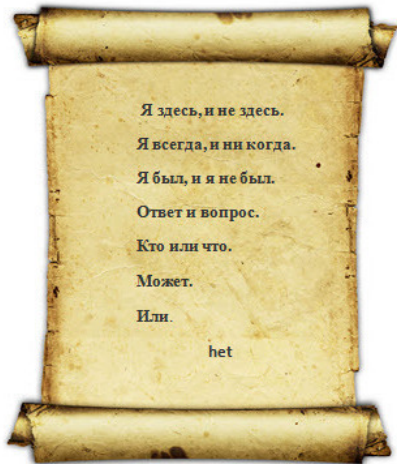 Я здесь, и не здесь.
Я всегда, и ни когда.
Я был, и я не был.
Ответ и вопрос.
Кто или что.
Может.
Или.
het